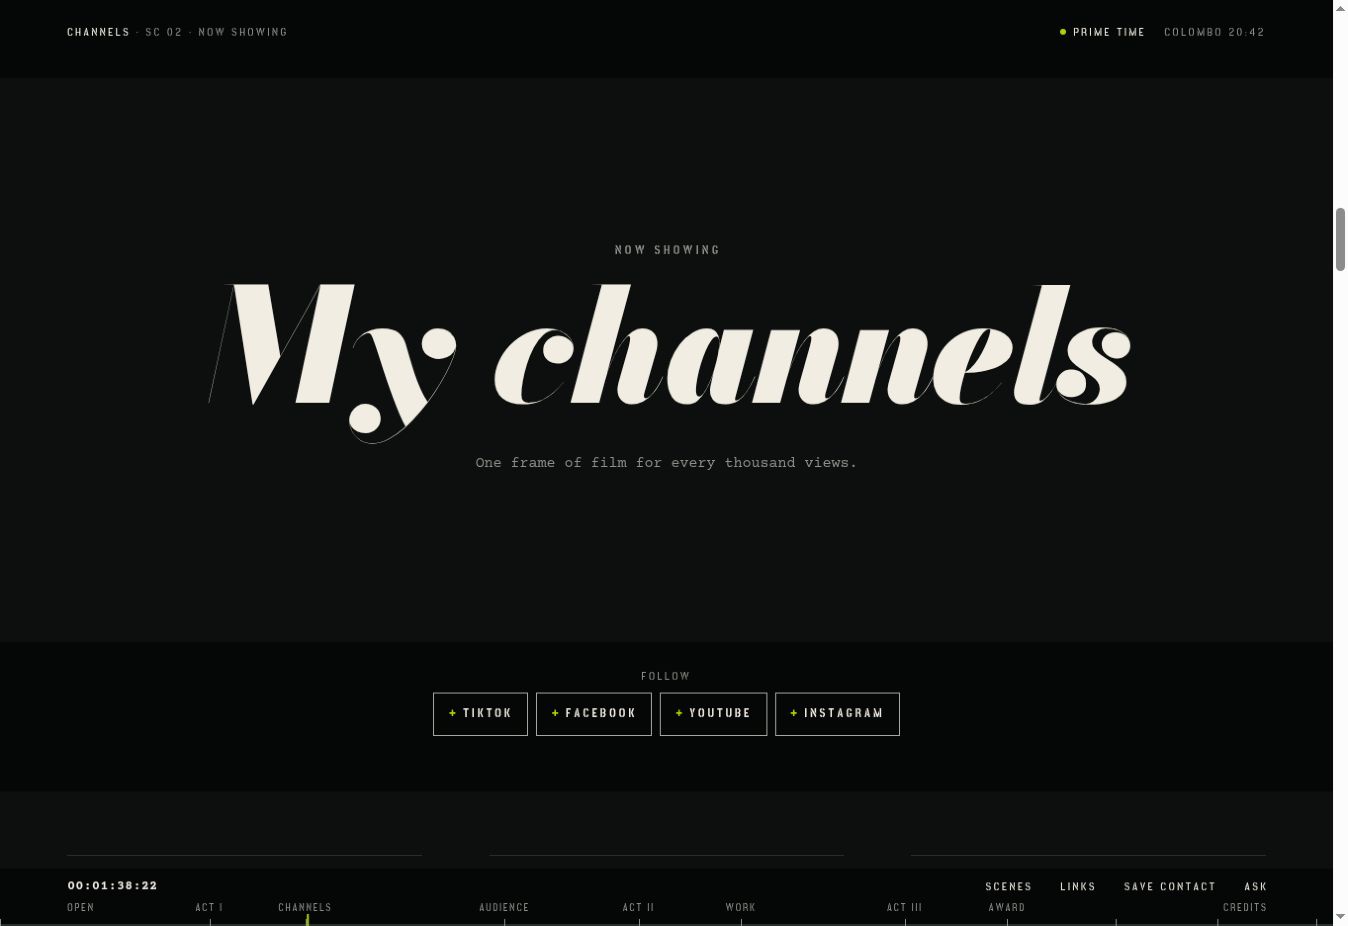 CHANNELS · SC 02 · NOW SHOWING
PRIME TIME COLOMBO 20:42
NOW SHOWING
My channels
One frame of film for every thousand views.
FOLLOW
+ TIKTOK + FACEBOOK + YOUTUBE + INSTAGRAM
00:01:38:22
SCENES LINKS SAVE CONTACT ASK
OPEN ACT I CHANNELS AUDIENCE ACT II WORK ACT III AWARD CREDITS